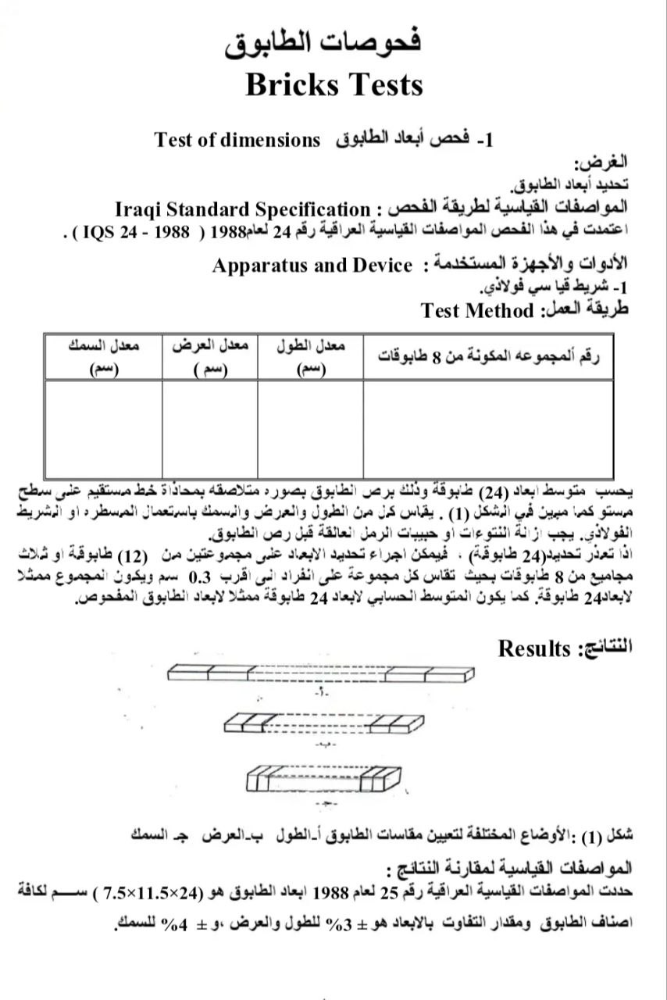 فحوصات الطابوق
Bricks Tests
1- فحص أبعاد الطابوق Test of dimensions
الغرض:
تحديد أبعاد الطابوق.
المواصفات القياسية لطريقة الفحص : Iraqi Standard Specification
اعتمدت في هذا الفحص المواصفات القياسية العراقية رقم 24 لعام1988 ( IQS 24 - 1988 ) .
الأدوات والأجهزة المستخدمة : Apparatus and Device
1- شريط قيا سي فولاذي.
طريقة العمل: Test Method
رقم ألمجموعه المكونة من 8 طابوقات
معدل الطول
(سم)
معدل العرض
(سم )
معدل السمك
(سم)
يحسب متوسط ابعاد (24) طابوقة وذلك برص الطابوق بصوره متلاصقه بمحاذاة خط مستقيم على سطح
مستو كما مبين في الشكل (1) . يقاس كل من الطول والعرض والسمك باستعمال المسطره او الشريط
الفولاذي. يجب ازالة النتوءات او حبيبات الرمل العالقة قبل رص الطابوق.
اذا تعذر تحديد(24 طابوقة) ، فيمكن اجراء تحديد الابعاد على مجموعتين من (12) طابوقة او ثلاث
مجاميع من 8 طابوقات بحيث تقاس كل مجموعة على انفراد الى اقرب 0.3 سم ويكون المجموع ممثلا
لابعاد24 طابوقة. كما يكون المتوسط الحسابي لابعاد 24 طابوقة ممثلا لابعاد الطابوق المفحوص.
النتائج: Results
-أ-
-ب-
-جـ-
شكل (1) :الأوضاع المختلفة لتعيين مقاسات الطابوق أ-الطول ب-العرض جـ السمك
المواصفات القياسية لمقارنة النتائج :
حددت المواصفات القياسية العراقية رقم 25 لعام 1988 ابعاد الطابوق هو (24×11.5×7.5 ) ســـم لكافة
اصناف الطابوق ومقدار التفاوت بالابعاد هو ± 3% للطول والعرض ،و ± 4% للسمك.